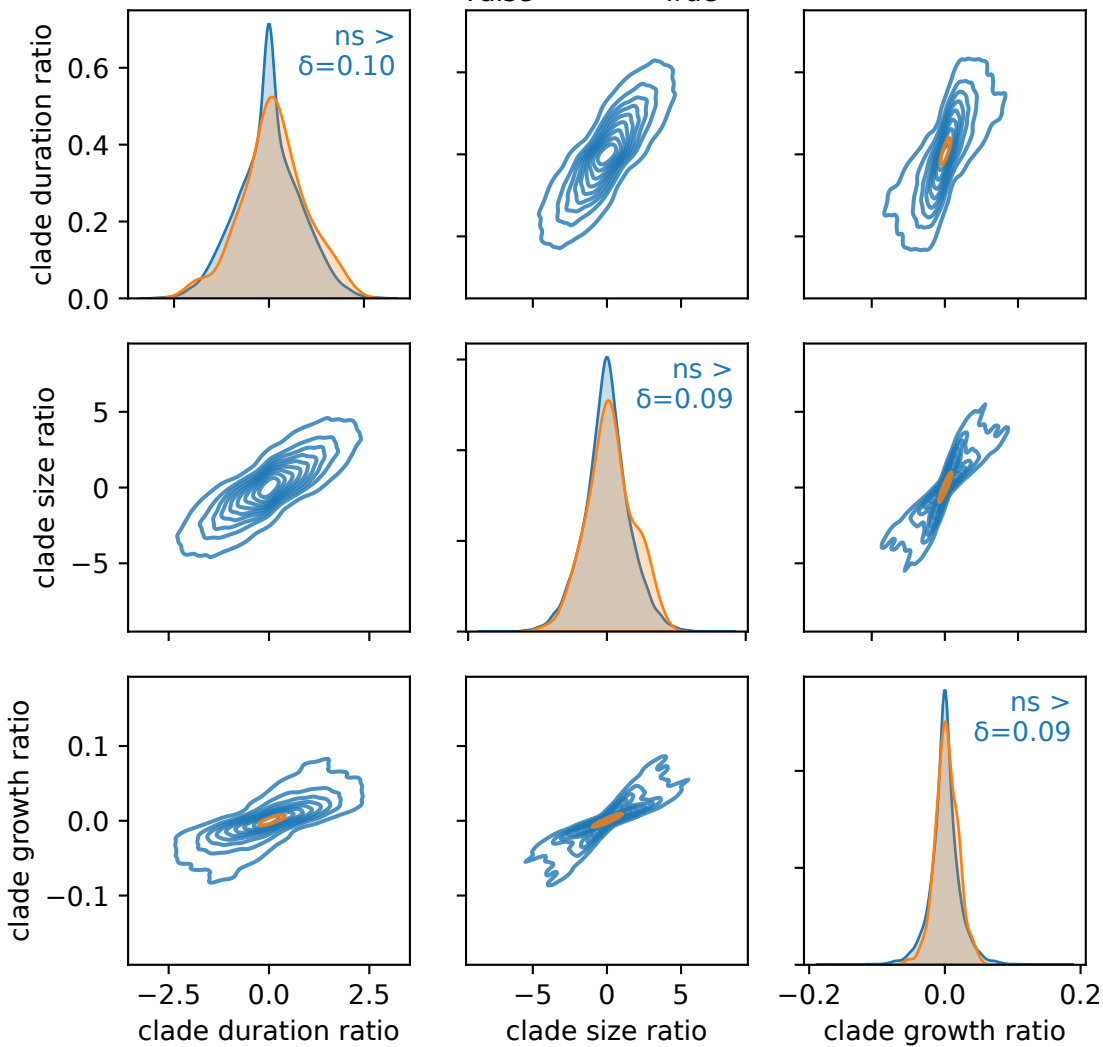 clade duration ratio
0.6
0.4
0.2
0.0
ns >
δ=0.10
clade size ratio
5
0
−5
−5
0
5
ns >
δ=0.09
clade growth ratio
0.1
0.0
−0.1
ns >
δ=0.09
−2.5
0.0
2.5
−5
0
5
−0.2
0.0
0.2
clade duration ratio
clade size ratio
clade growth ratio